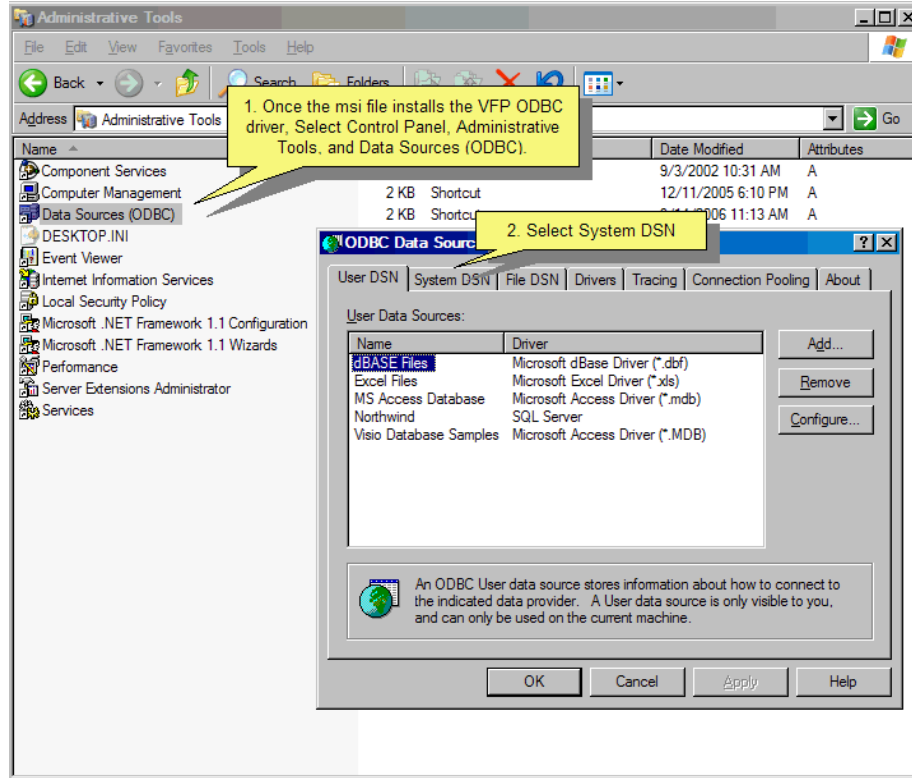 Administrative Tools
File Edit View Favorites Tools Help
Back Search Folders
Address Administrative Tools Go
1. Once the msi file installs the VFP ODBC
driver, Select Control Panel, Administrative
Tools, and Data Sources (ODBC).
Name Date Modified Attributes
Component Services 9/3/2002 10:31 AM A
Computer Management 2 KB Shortcut 12/11/2005 6:10 PM A
Data Sources (ODBC) 2 KB 11:13 AM A
DESKTOP.INI
Event Viewer
Internet Information Services
Local Security Policy
Microsoft .NET Framework 1.1 Configuration
Microsoft .NET Framework 1.1 Wizards
Performance
Server Extensions Administrator
Services
2. Select System DSN
ODBC Data
User DSN System DSN File DSN Drivers Tracing Connection Pooling About
User Data Sources:
Name Driver
dBASE Files Microsoft dBase Driver (*.dbf)
Excel Files Microsoft Excel Driver (*.xls)
MS Access Database Microsoft Access Driver (*.mdb)
Northwind SQL Server
Visio Database Samples Microsoft Access Driver (*.MDB)
Add...
Remove
Configure...
An ODBC User data source stores information about how to connect to
the indicated data provider. A User data source is only visible to you,
and can only be used on the current machine.
OK Cancel Apply Help